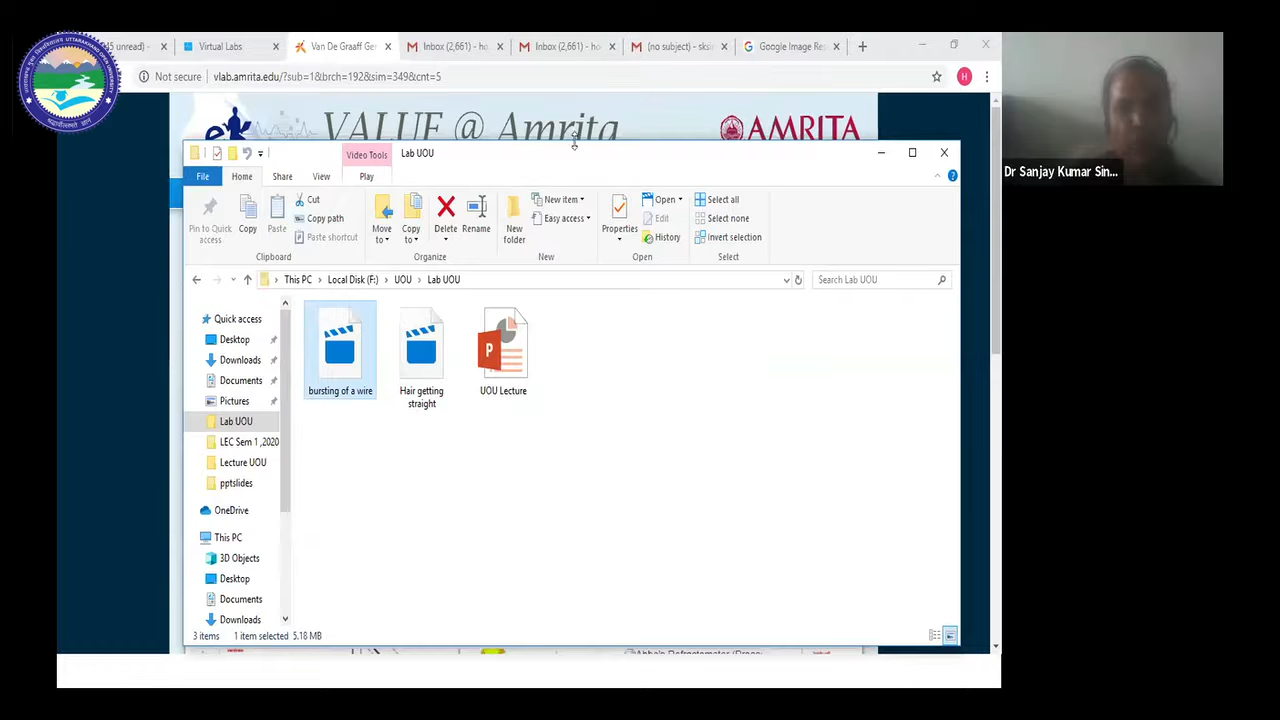 45 unread) - 
Virtual Labs
Van De Graaff Ger
Inbox (2,661) - ho
Inbox (2,661) - ho
(no subject) - sksi
Google Image Res
Not secure
vlab.amrita.edu/?sub=1&brch=192&sim=349&cnt=5
H
VALUE @ Amrita
AMRITA
Dr Sanjay Kumar Sin...
Video Tools
Lab UOU
File
Home
Share
View
Play
Pin to Quick access
Copy
Paste
Cut
Copy path
Paste shortcut
Move to
Copy to
Delete
Rename
New folder
New item
Easy access
Properties
Open
Edit
History
Select all
Select none
Invert selection
Clipboard
Organize
New
Open
Select
This PC
Local Disk (F:)
UOU
Lab UOU
Search Lab UOU
Quick access
Desktop
Downloads
Documents
Pictures
Lab UOU
LEC Sem 1 ,2020
Lecture UOU
pptslides
OneDrive
This PC
3D Objects
Desktop
Documents
Downloads
bursting of a wire
Hair getting
straight
P
UOU Lecture
3 items
1 item selected 5.18 MB